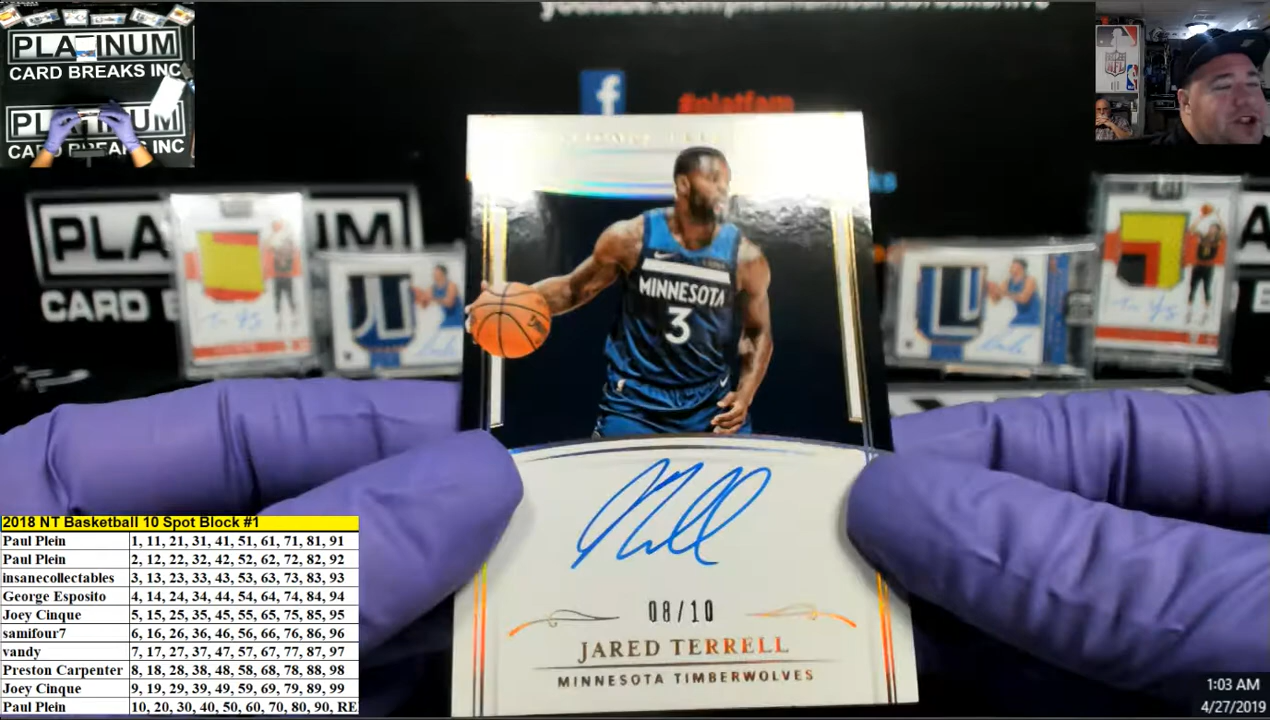 PLATINUM
CARD BREAKS INC
PLATINUM
CARD BREAKS INC
f
#platfam
NFL
PLATINUM
CARD BREA
MINNESOTA
3
08/10
JARED TERRELL
MINNESOTA TIMBERWOLVES
2018 NT Basketball 10 Spot Block #1
Paul Plein 1, 11, 21, 31, 41, 51, 61, 71, 81, 91
Paul Plein 2, 12, 22, 32, 42, 52, 62, 72, 82, 92
insanecollectables 3, 13, 23, 33, 43, 53, 63, 73, 83, 93
George Esposito 4, 14, 24, 34, 44, 54, 64, 74, 84, 94
Joey Cinque 5, 15, 25, 35, 45, 55, 65, 75, 85, 95
samifour7 6, 16, 26, 36, 46, 56, 66, 76, 86, 96
vandy 7, 17, 27, 37, 47, 57, 67, 77, 87, 97
Preston Carpenter 8, 18, 28, 38, 48, 58, 68, 78, 88, 98
Joey Cinque 9, 19, 29, 39, 49, 59, 69, 79, 89, 99
Paul Plein 10, 20, 30, 40, 50, 60, 70, 80, 90, RE
1:03 AM
4/27/2019